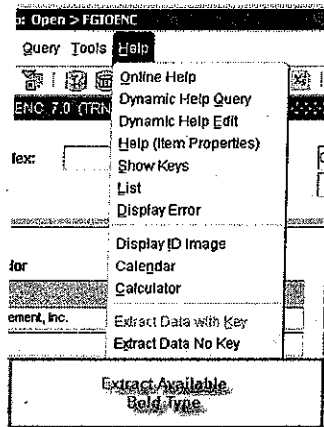 o: Open > FGIOENC
Query Tools Help
Online Help
Dynamic Help Query
ENC 7.0 (TRN
Dynamic Help Edit
Help (Item Properties)
Show Keys
List
Display Error
Display ID Image
Calendar
Calculator
ement, Inc.
Extract Data with Key
Extract Data No Key
Extract Available
Bold Type